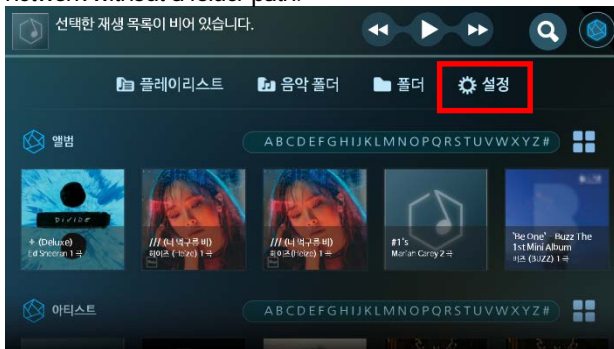 network without a folder path.
선택한 재생 목록이 비어 있습니다.
플레이리스트 음악 폴더 폴더 설정
앨범 ABCDEFGHIJKLMNOPQRSTUVWXYZ#
DIVIDE
+ (Deluxe)
Ed Sheeran 1곡
/// (너 먹구름 비)
헤이즈 (Heize) 1곡
/// (너 먹구름 비)
헤이즈(Heize) 1곡
#1's
Mariah Carey 2곡
'Be One' - Buzz The
1st Mini Album
버즈 (BUZZ) 1곡
아티스트 ABCDEFGHIJKLMNOPQRSTUVWXYZ#